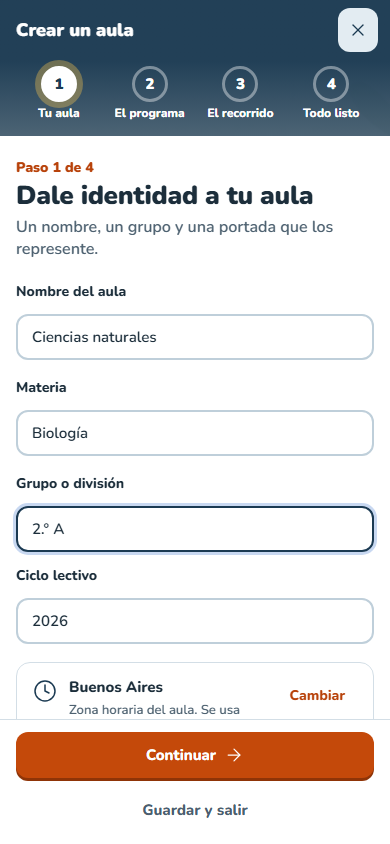 Crear un aula
1 2 3 4
Tu aula El programa El recorrido Todo listo
Paso 1 de 4
Dale identidad a tu aula
Un nombre, un grupo y una portada que los
represente.
Nombre del aula
Ciencias naturales
Materia
Biología
Grupo o división
2.° A
Ciclo lectivo
2026
Buenos Aires
Cambiar
Zona horaria del aula. Se usa
Continuar →
Guardar y salir